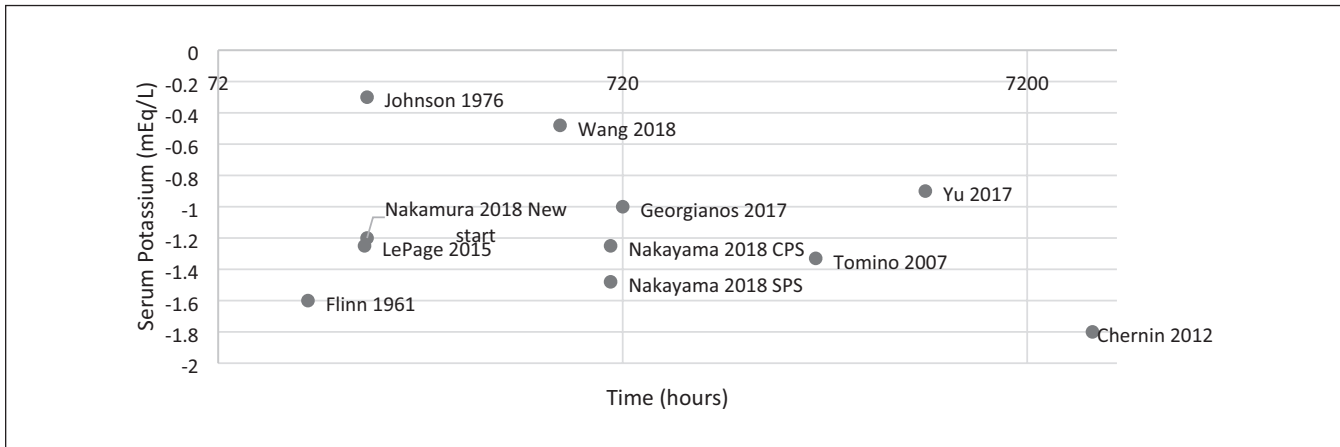 0
72
720
7200
-0.2
-0.4
-0.6
-0.8
-1
-1.2
-1.4
-1.6
-1.8
-2
Serum Potassium (mEq/L)
Johnson 1976
Wang 2018
Yu 2017
Nakamura 2018 New
start
Georgianos 2017
LePage 2015
Nakayama 2018 CPS
Tomino 2007
Nakayama 2018 SPS
Flinn 1961
Chernin 2012
Time (hours)